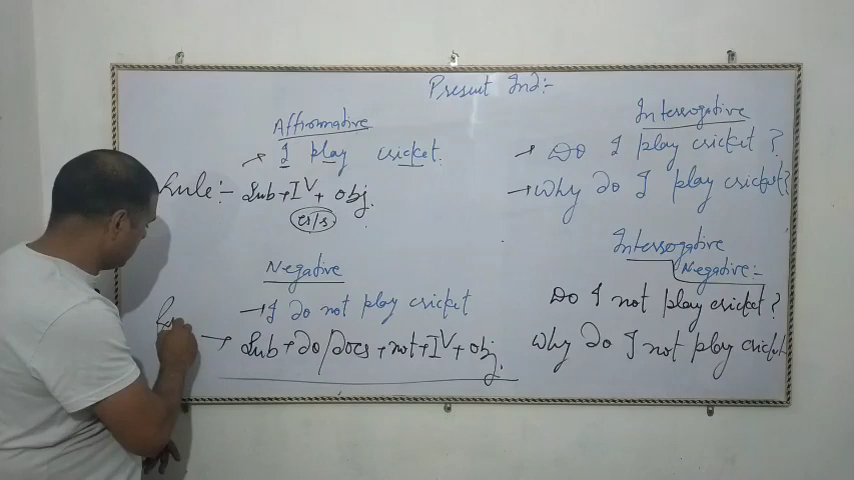 Present Ind:-
Affirmative
→ I play cricket.
Rule:- Sub + IV + obj.
es/s
Negative
→ I do not play cricket
→ Sub + do/does + not + IV + obj.
Interrogative
→ Do I play cricket ?
→ Why do I play cricket?
Interrogative
Negative:-
Do I not play cricket?
Why do I not play cricket